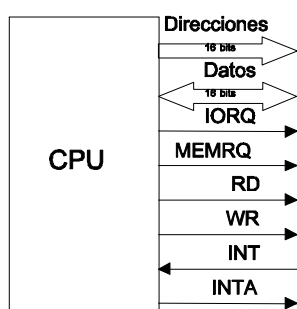 Direcciones
16 bits
Datos
16 bits
IORQ
CPU
MEMRQ
RD
WR
INT
INTA